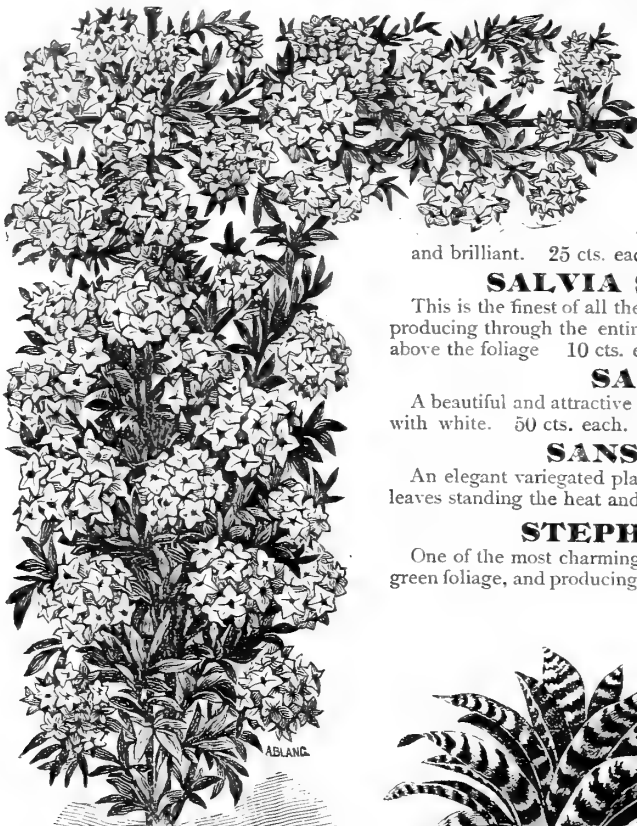 and brilliant. 25 cts. eac
SALVIA S
This is the finest of all the
producing through the entir
above the foliage 10 cts. e
SA
A beautiful and attractive
with white. 50 cts. each.
SANS
An elegant variegated pla
leaves standing the heat and
STEPH
One of the most charming
green foliage, and producing
A.BLANC.